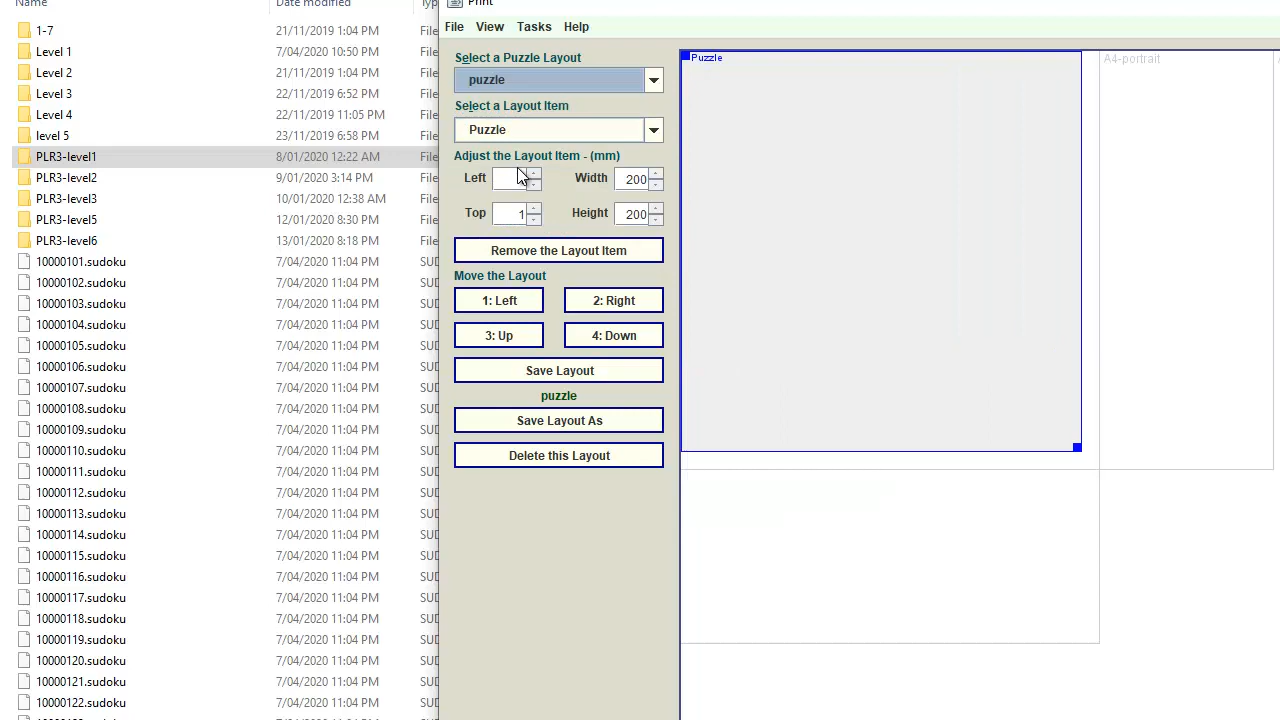 Name Date modified Typ
1-7 21/11/2019 1:04 PM File
Level 1 7/04/2020 10:50 PM File
Level 2 21/11/2019 1:04 PM File
Level 3 22/11/2019 6:52 PM File
Level 4 22/11/2019 11:05 PM File
level 5 23/11/2019 6:58 PM File
PLR3-level1 8/01/2020 12:22 AM File
PLR3-level2 9/01/2020 3:14 PM File
PLR3-level3 10/01/2020 12:38 AM File
PLR3-level5 12/01/2020 8:30 PM File
PLR3-level6 13/01/2020 8:18 PM File
10000101.sudoku 7/04/2020 11:04 PM SUD
10000102.sudoku 7/04/2020 11:04 PM SUD
10000103.sudoku 7/04/2020 11:04 PM SUD
10000104.sudoku 7/04/2020 11:04 PM SUD
10000105.sudoku 7/04/2020 11:04 PM SUD
10000106.sudoku 7/04/2020 11:04 PM SUD
10000107.sudoku 7/04/2020 11:04 PM SUD
10000108.sudoku 7/04/2020 11:04 PM SUD
10000109.sudoku 7/04/2020 11:04 PM SUD
10000110.sudoku 7/04/2020 11:04 PM SUD
10000111.sudoku 7/04/2020 11:04 PM SUD
10000112.sudoku 7/04/2020 11:04 PM SUD
10000113.sudoku 7/04/2020 11:04 PM SUD
10000114.sudoku 7/04/2020 11:04 PM SUD
10000115.sudoku 7/04/2020 11:04 PM SUD
10000116.sudoku 7/04/2020 11:04 PM SUD
10000117.sudoku 7/04/2020 11:04 PM SUD
10000118.sudoku 7/04/2020 11:04 PM SUD
10000119.sudoku 7/04/2020 11:04 PM SUD
10000120.sudoku 7/04/2020 11:04 PM SUD
10000121.sudoku 7/04/2020 11:04 PM SUD
10000122.sudoku 7/04/2020 11:04 PM SUD
Print
File View Tasks Help
Select a Puzzle Layout
puzzle
Select a Layout Item
Puzzle
Adjust the Layout Item - (mm)
Left Width 200
Top 1 Height 200
Remove the Layout Item
Move the Layout
1: Left 2: Right
3: Up 4: Down
Save Layout
puzzle
Save Layout As
Delete this Layout
Puzzle
A4-portrait